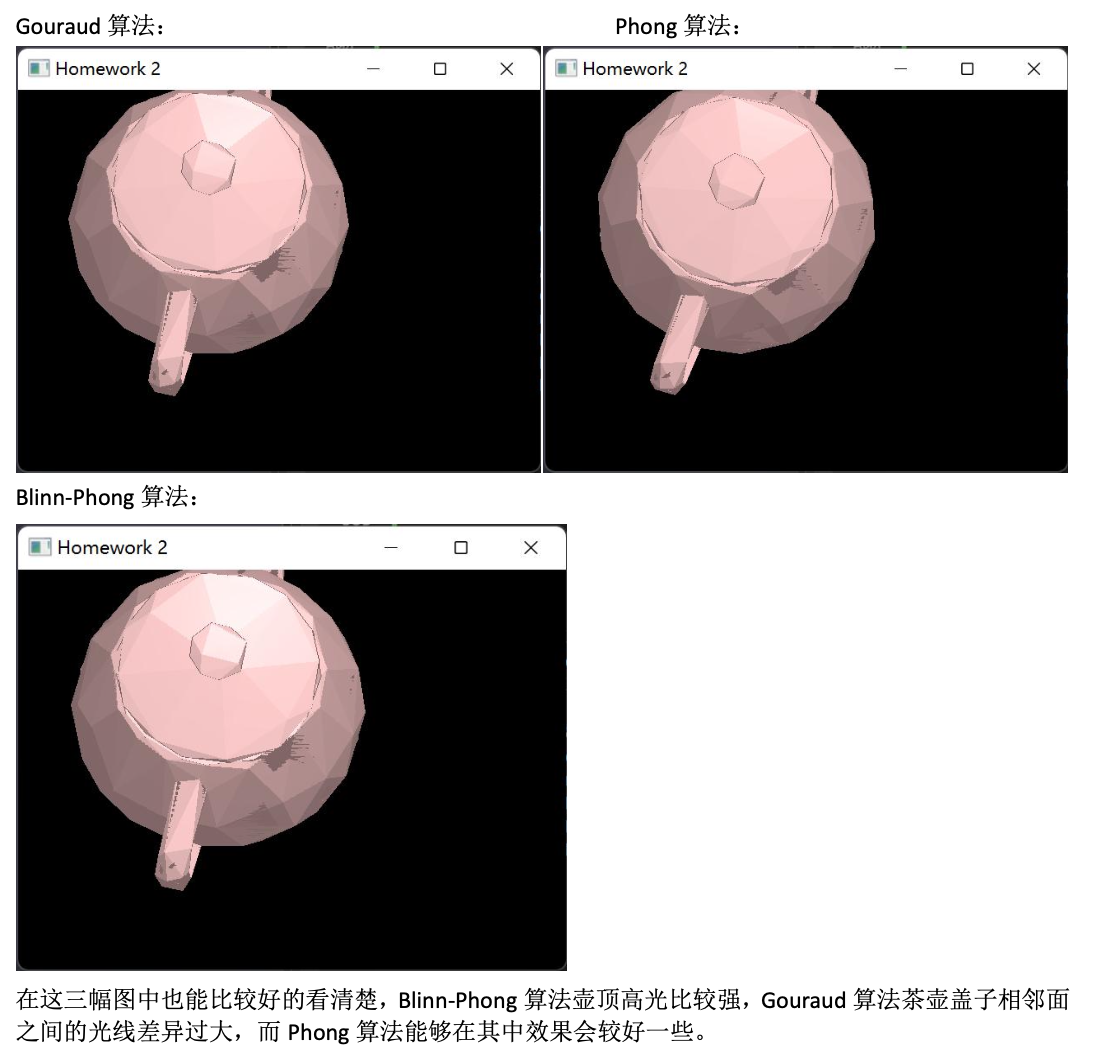 Gouraud 算法： Phong 算法：
Homework 2 Homework 2
Blinn-Phong 算法：
Homework 2
在这三幅图中也能比较好的看清楚，Blinn-Phong 算法壶顶高光比较强，Gouraud 算法茶壶盖子相邻面
之间的光线差异过大，而 Phong 算法能够在其中效果会较好一些。